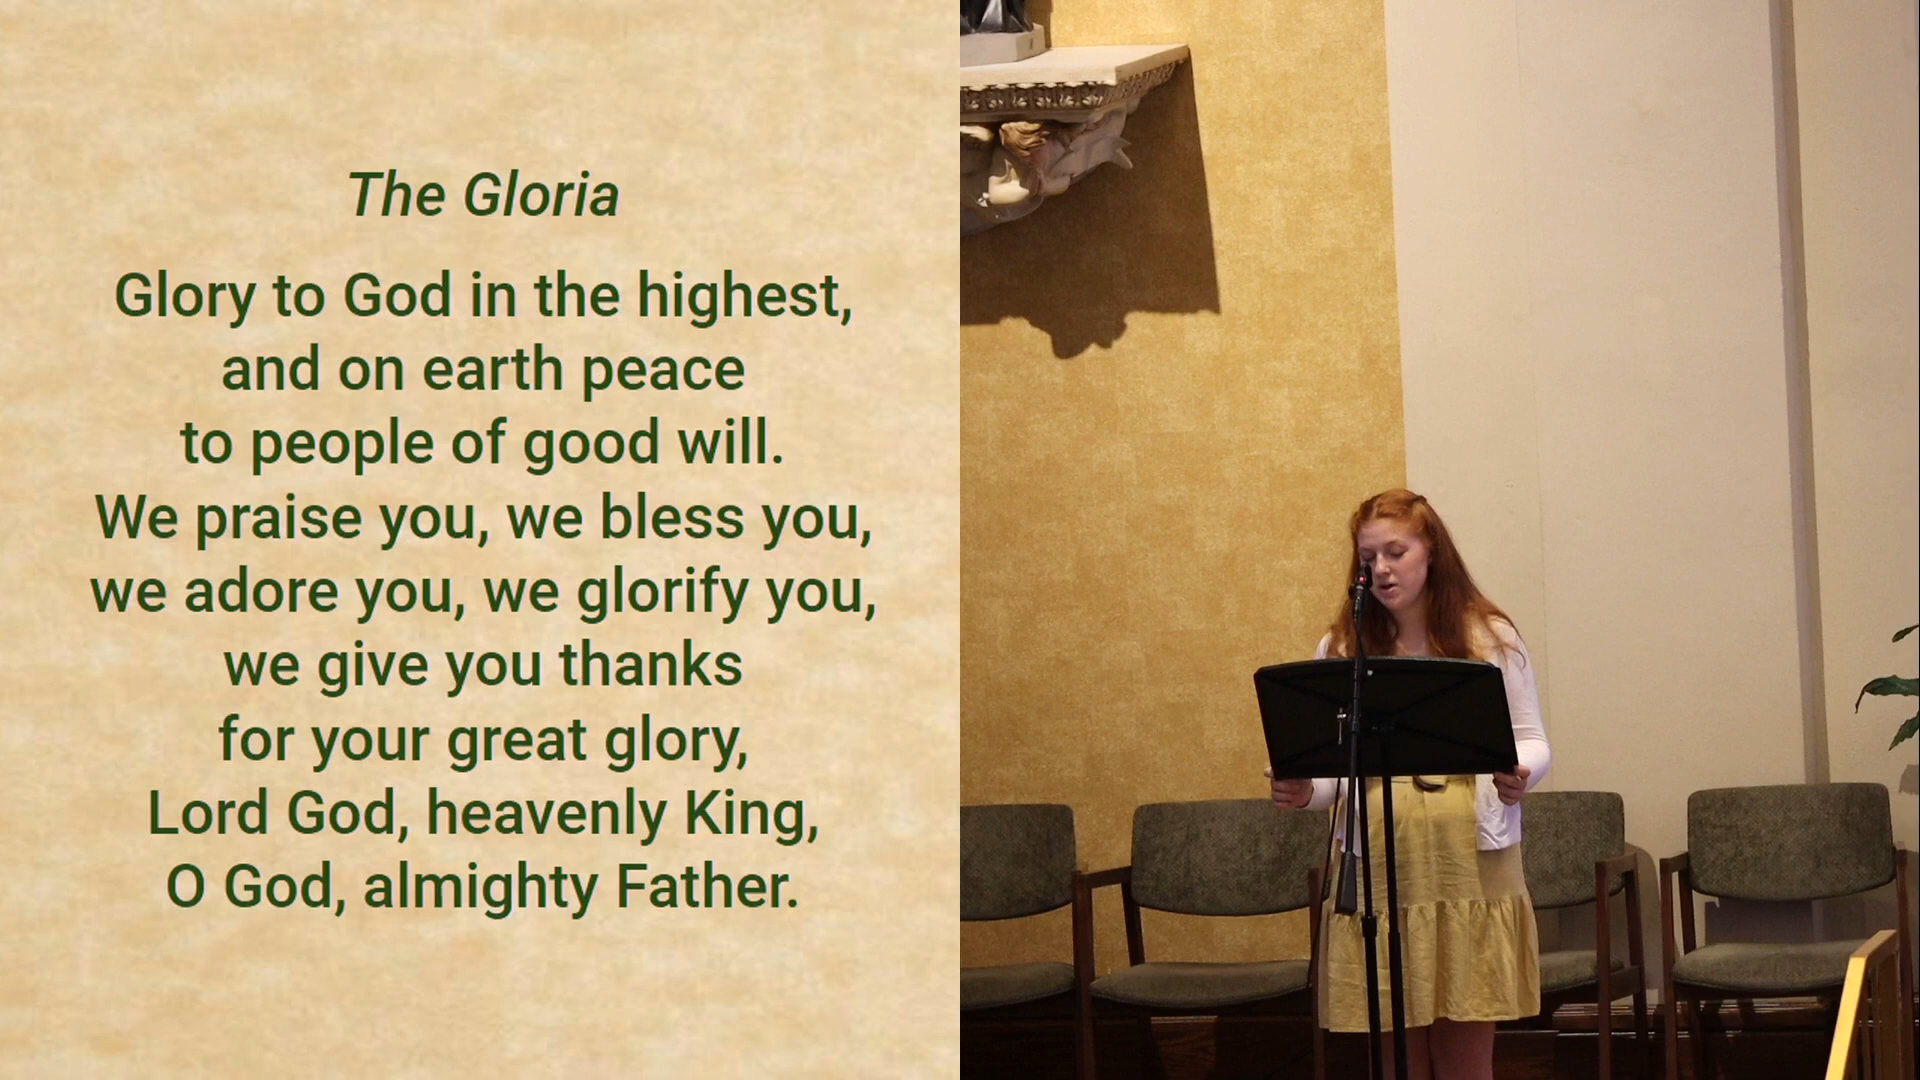 The Gloria
Glory to God in the highest,
and on earth peace
to people of good will.
We praise you, we bless you,
we adore you, we glorify you,
we give you thanks
for your great glory,
Lord God, heavenly King,
O God, almighty Father.